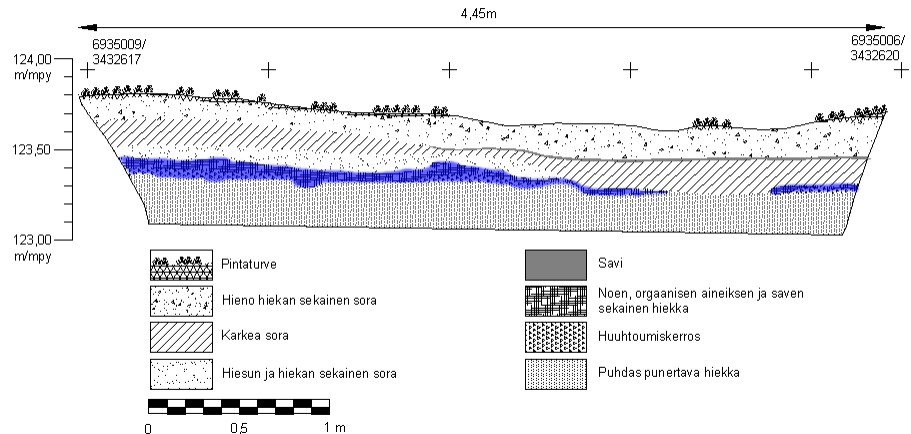 4,45m
6935009/
3432617
6935006/
3432620
124,00
m/mpy
123,50
123,00
m/mpy
Pintaturve
Hieno hiekan sekainen sora
Karkea sora
Hiesun ja hiekan sekainen sora
Savi
Noen, orgaanisen aineiksen ja saven
sekainen hiekka
Huuhtoumiskerros
Puhdas punertava hiekka
0
0,5
1 m